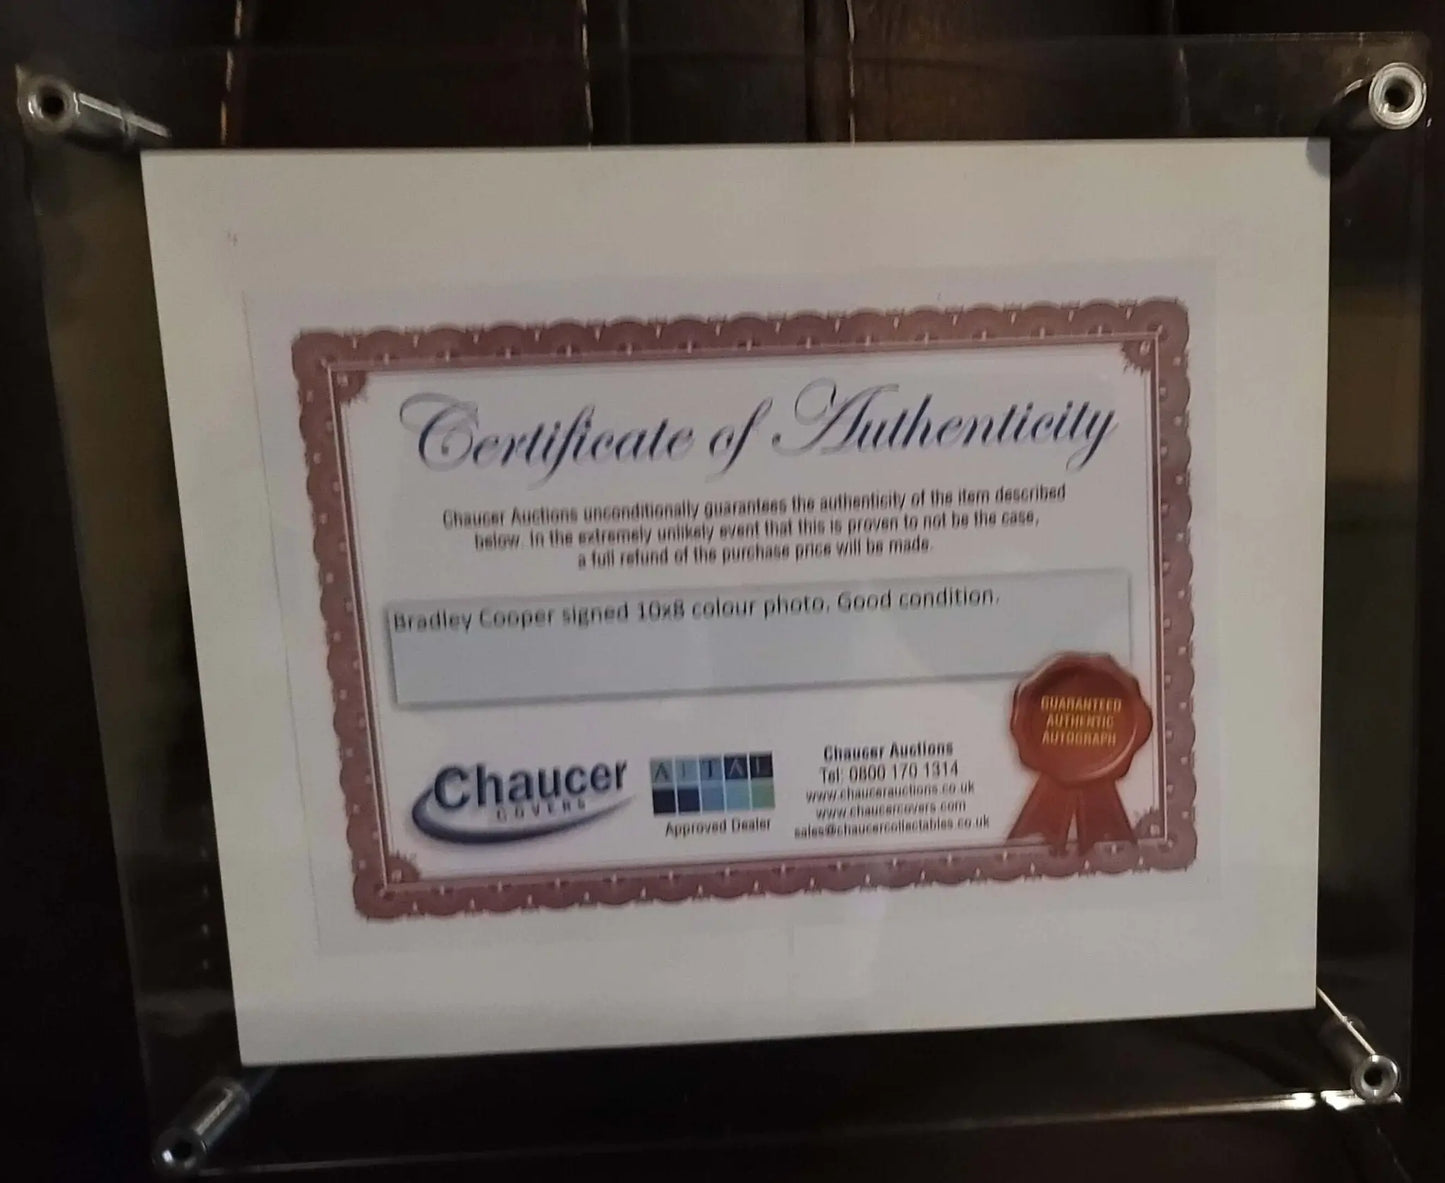 Certificate of Authenticity
Chaucer Auctions unconditionally guarantees the authenticity of the item described
below. In the extremely unlikely event that this is proven to not be the case,
a full refund of the purchase price will be made.
Bradley Cooper signed 10x8 colour photo. Good condition.
GUARANTEED
AUTHENTIC
AUTOGRAPH
Chaucer
COVERS
AFTAL
Approved Dealer
Chaucer Auctions
Tel: 0800 170 1314
www.chaucerauctions.co.uk
www.chaucercovers.com
sales@chaucercollectables.co.uk